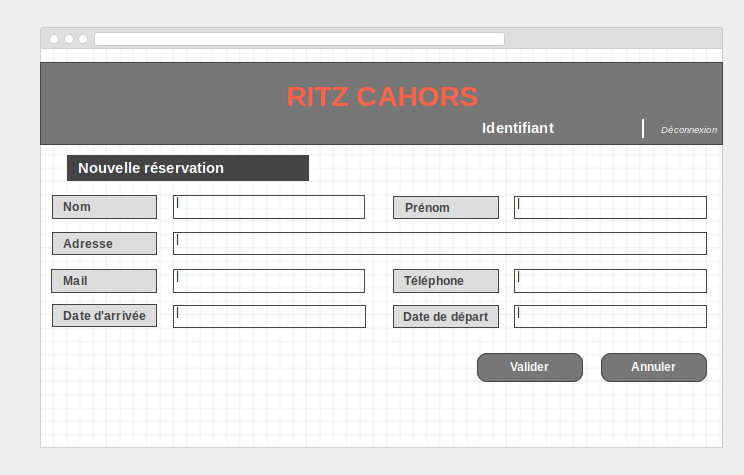 RITZ CAHORS
Identifiant
Déconnexion
Nouvelle réservation
Nom
Prénom
Adresse
Mail
Téléphone
Date d'arrivée
Date de départ
Valider
Annuler